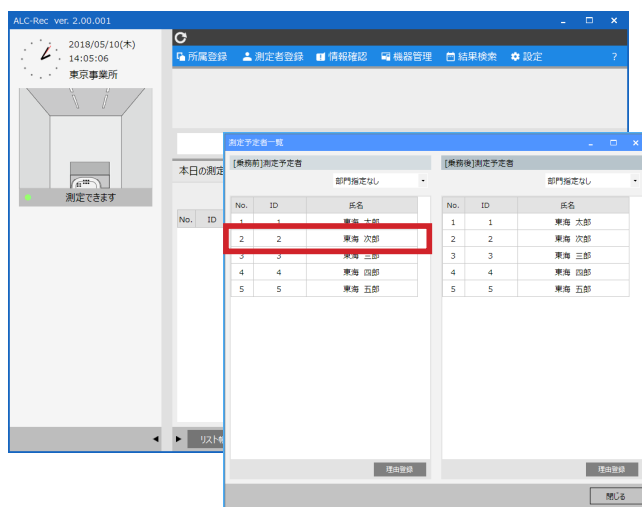 ALC-Rec ver. 2.00.001
2018/05/10(木)
14:05:06
東京事業所
測定できます
所属登録 測定者登録 情報確認 機器管理 結果検索 設定 ?
本日の測定
No. ID
リスト
測定予定者一覧
[乗務前]測定予定者
部門指定なし
No. ID 氏名
1 1 東海 太郎
2 2 東海 次郎
3 3 東海 三郎
4 4 東海 四郎
5 5 東海 五郎
理由登録
[乗務後]測定予定者
部門指定なし
No. ID 氏名
1 1 東海 太郎
2 2 東海 次郎
3 3 東海 三郎
4 4 東海 四郎
5 5 東海 五郎
理由登録
閉じる